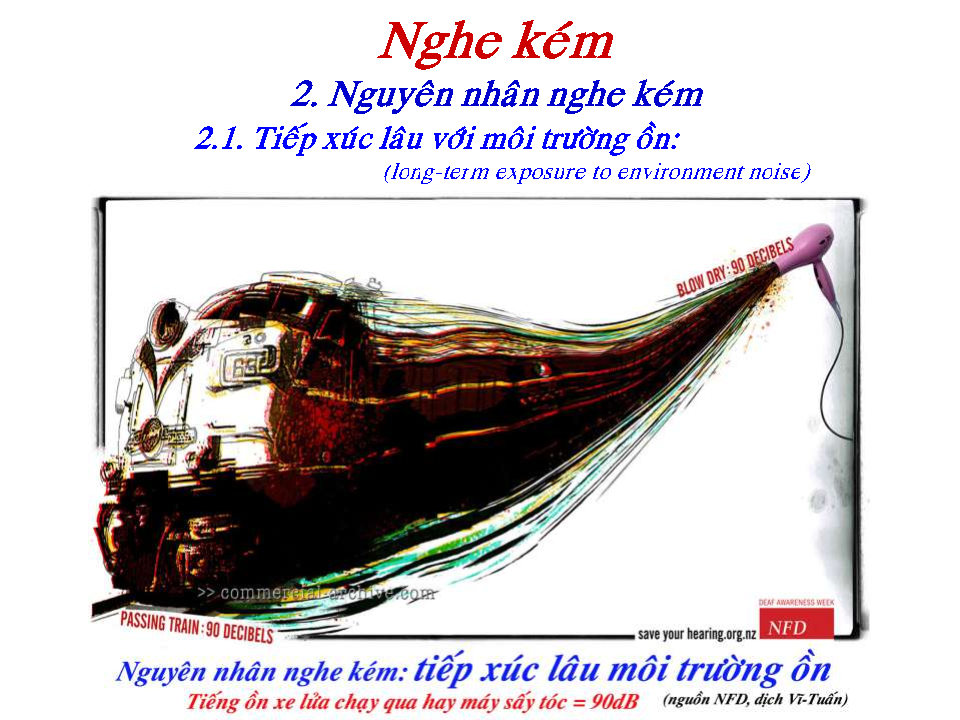 Nghe kém
2. Nguyên nhân nghe kém
2.1. Tiếp xúc lâu với môi trường ồn:
(long-term exposure to environment noise)
BLOW DRY: 90 DECIBELS
63
>> commercial-archive.com
PASSING TRAIN: 90 DECIBELS
DEAF AWARENESS WEEK
save your hearing.org.nz NFD
Nguyên nhân nghe kém: tiếp xúc lâu môi trường ồn
Tiếng ồn xe lửa chạy qua hay máy sấy tóc = 90dB (nguồn NFD, dịch Vĩ-Tuấn)